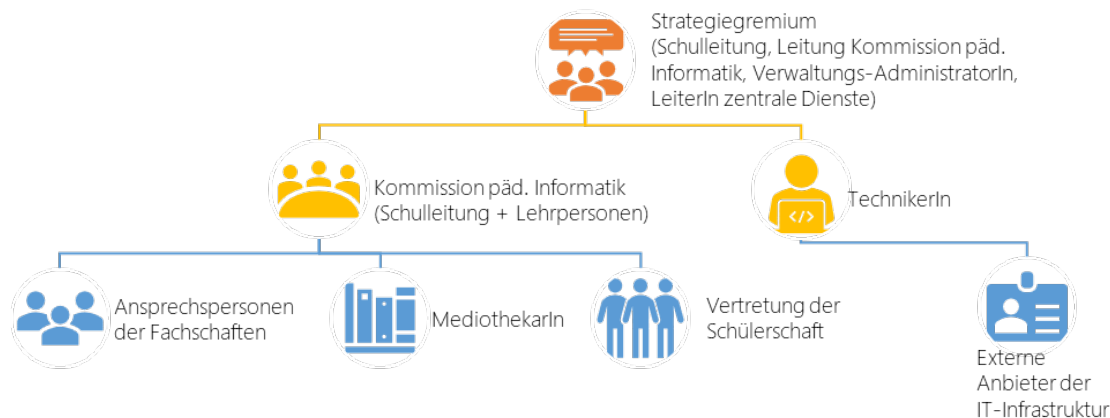 Strategiegremium
(Schulleitung, Leitung Kommission päd.
Informatik, Verwaltungs-AdministratorIn,
LeiterIn zentrale Dienste)
Kommission päd. Informatik
(Schulleitung + Lehrpersonen)
</>
TechnikerIn
Ansprechspersonen
der Fachschaften
MediothekarIn
Vertretung der
Schülerschaft
Externe
Anbieter der
IT-Infrastruktur